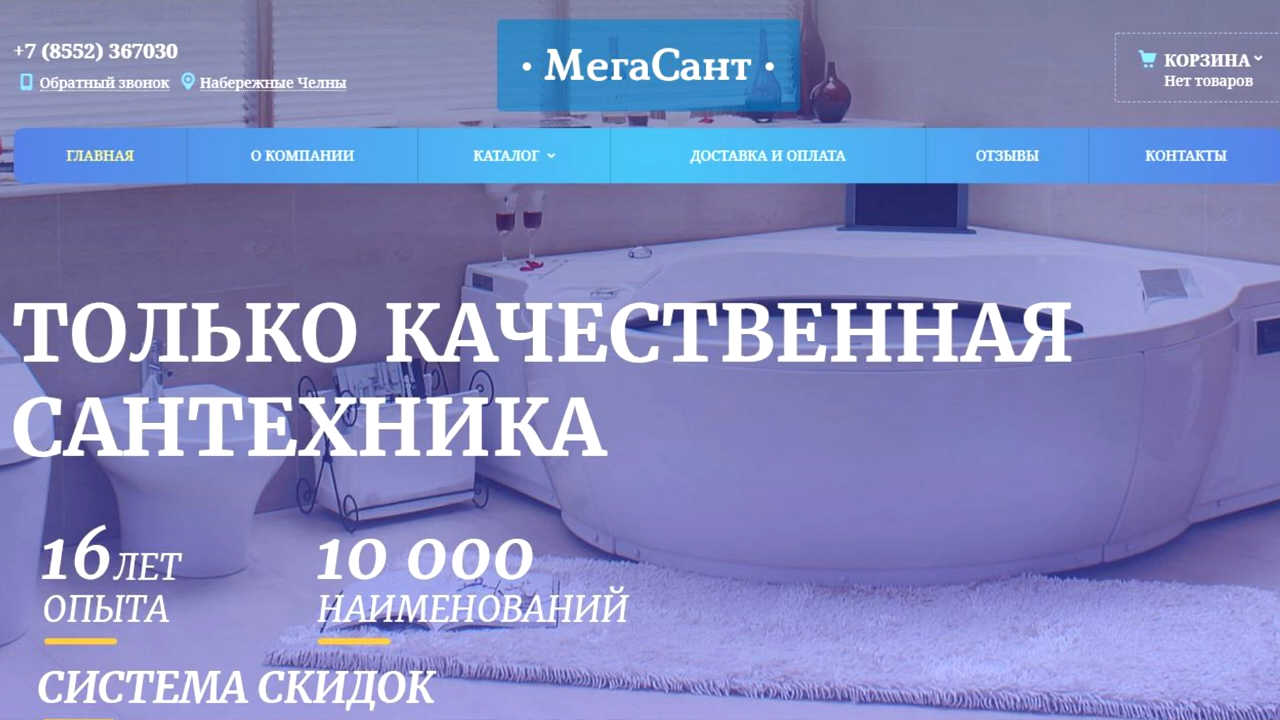 +7 (8552) 367030
Обратный звонок Набережные Челны
• МегаСант •
КОРЗИНА
Нет товаров
ГЛАВНАЯ О КОМПАНИИ КАТАЛОГ ДОСТАВКА И ОПЛАТА ОТЗЫВЫ КОНТАКТЫ
ТОЛЬКО КАЧЕСТВЕННАЯ
САНТЕХНИКА
16 ЛЕТ
ОПЫТА
10 000
НАИМЕНОВАНИЙ
СИСТЕМА СКИДОК